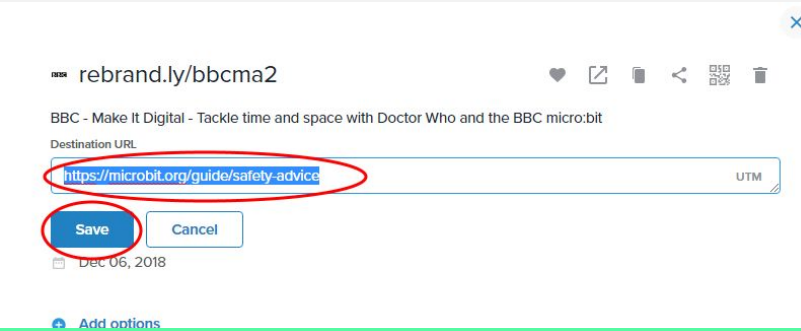 rebrand.ly/bbcma2
BBC - Make It Digital - Tackle time and space with Doctor Who and the BBC micro:bit
Destination URL
https://microbit.org/guide/safety-advice
UTM
Save Cancel
Dec 06, 2018
Add options